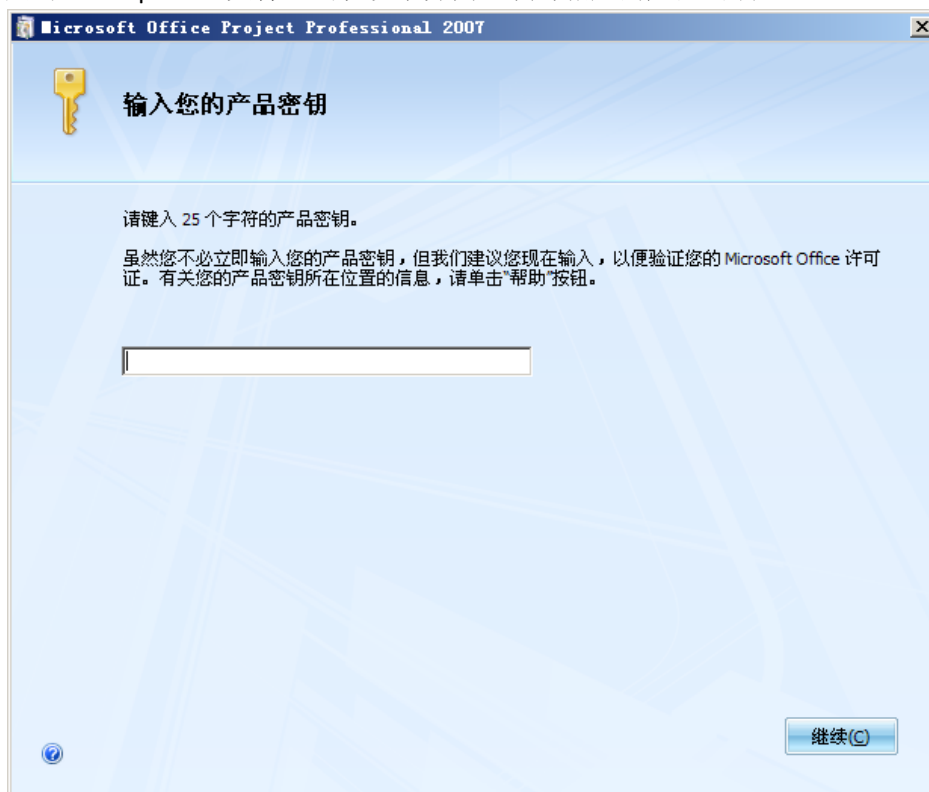 Microsoft Office Project Professional 2007
输入您的产品密钥
请键入 25 个字符的产品密钥。
虽然您不必立即输入您的产品密钥，但我们建议您现在输入，以便验证您的 Microsoft Office 许可
证。有关您的产品密钥所在位置的信息，请单击"帮助"按钮。
继续(C)